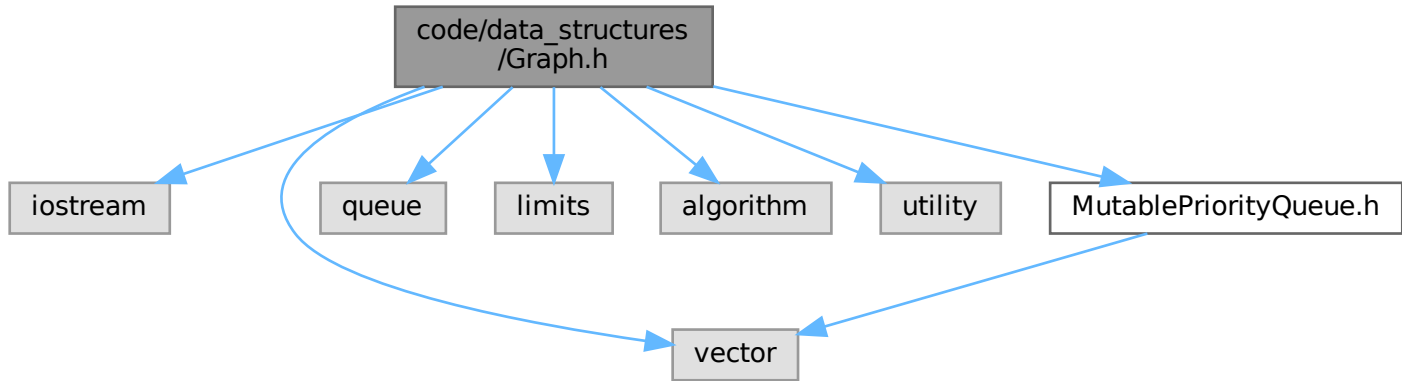 code/data_structures
/Graph.h
iostream
queue
limits
algorithm
utility
MutablePriorityQueue.h
vector